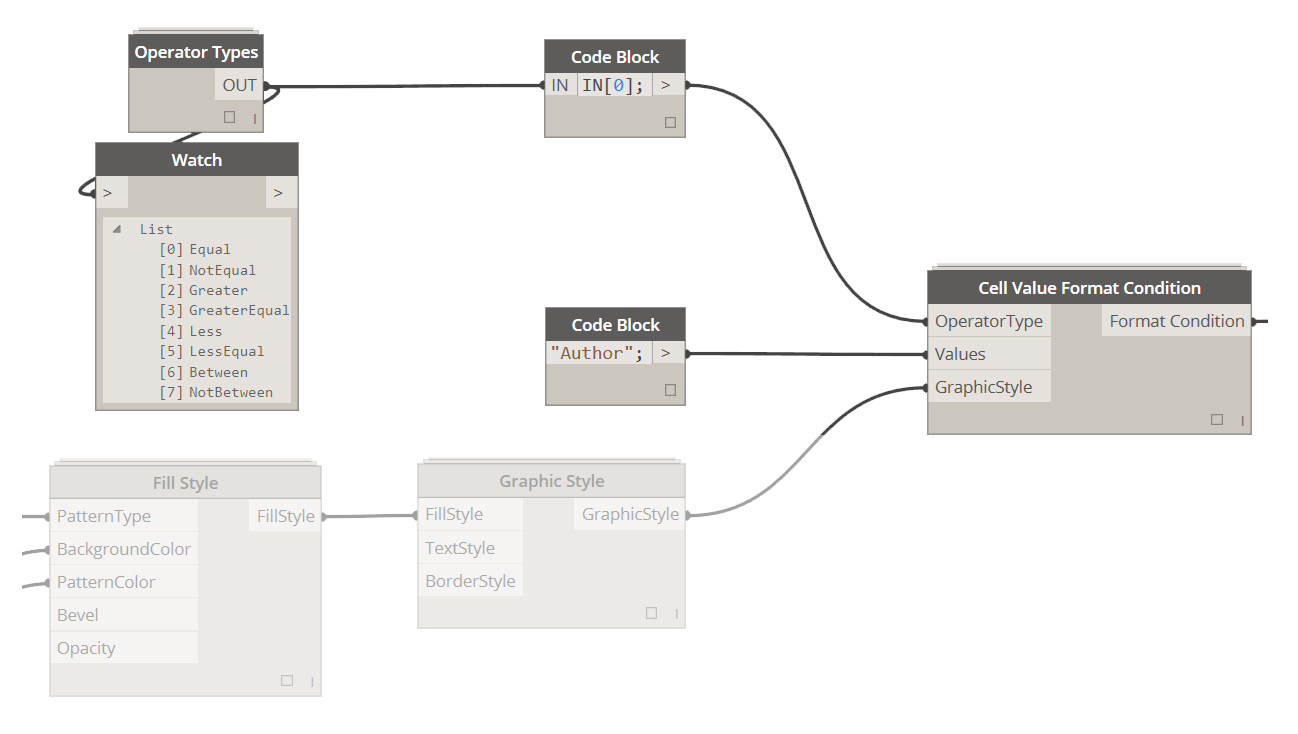 Operator Types
OUT
Code Block
IN IN[0]; >
Watch
> >
List
[0] Equal
[1] NotEqual
[2] Greater
[3] GreaterEqual
[4] Less
[5] LessEqual
[6] Between
[7] NotBetween
Code Block
"Author"; >
Cell Value Format Condition
OperatorType Format Condition
Values
GraphicStyle
Fill Style
PatternType FillStyle
BackgroundColor
PatternColor
Bevel
Opacity
Graphic Style
FillStyle GraphicStyle
TextStyle
BorderStyle